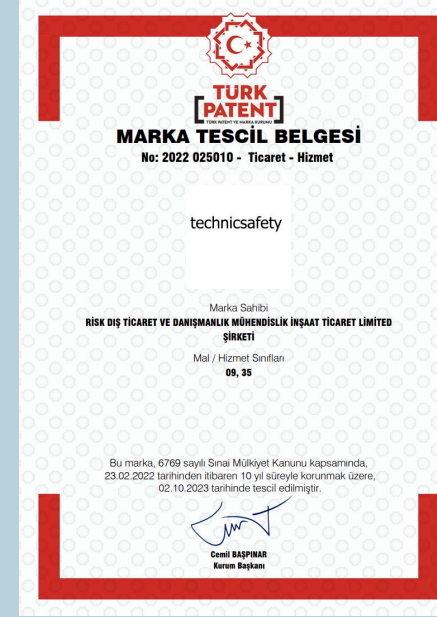 TÜRK
PATENT
TÜRK PATENT VE MARKA KURUMU
MARKA TESCİL BELGESİ
No: 2022 025010 - Ticaret - Hizmet
technicsafety
Marka Sahibi
RİSK DIŞ TİCARET VE DANIŞMANLIK MÜHENDİSLİK İNŞAAT TİCARET LİMİTED
ŞİRKETİ
Mal / Hizmet Sınıfları
09, 35
Bu marka, 6769 sayılı Sınai Mülkiyet Kanunu kapsamında,
23.02.2022 tarihinden itibaren 10 yıl süreyle korunmak üzere,
02.10.2023 tarihinde tescil edilmiştir.
Cemil BAŞPINAR
Kurum Başkanı